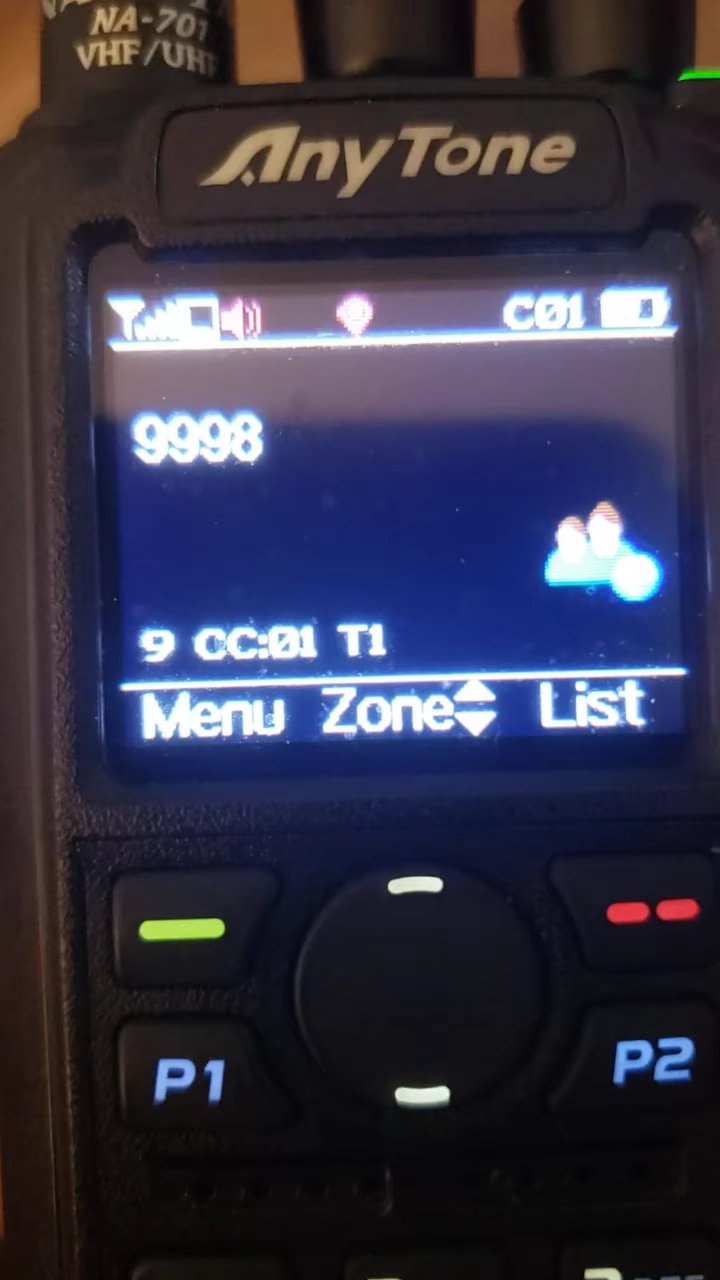 NA-701
VHF/UHF
AnyTone
C01
9998
9 CC:01 T1
Menu Zone List
P1 P2